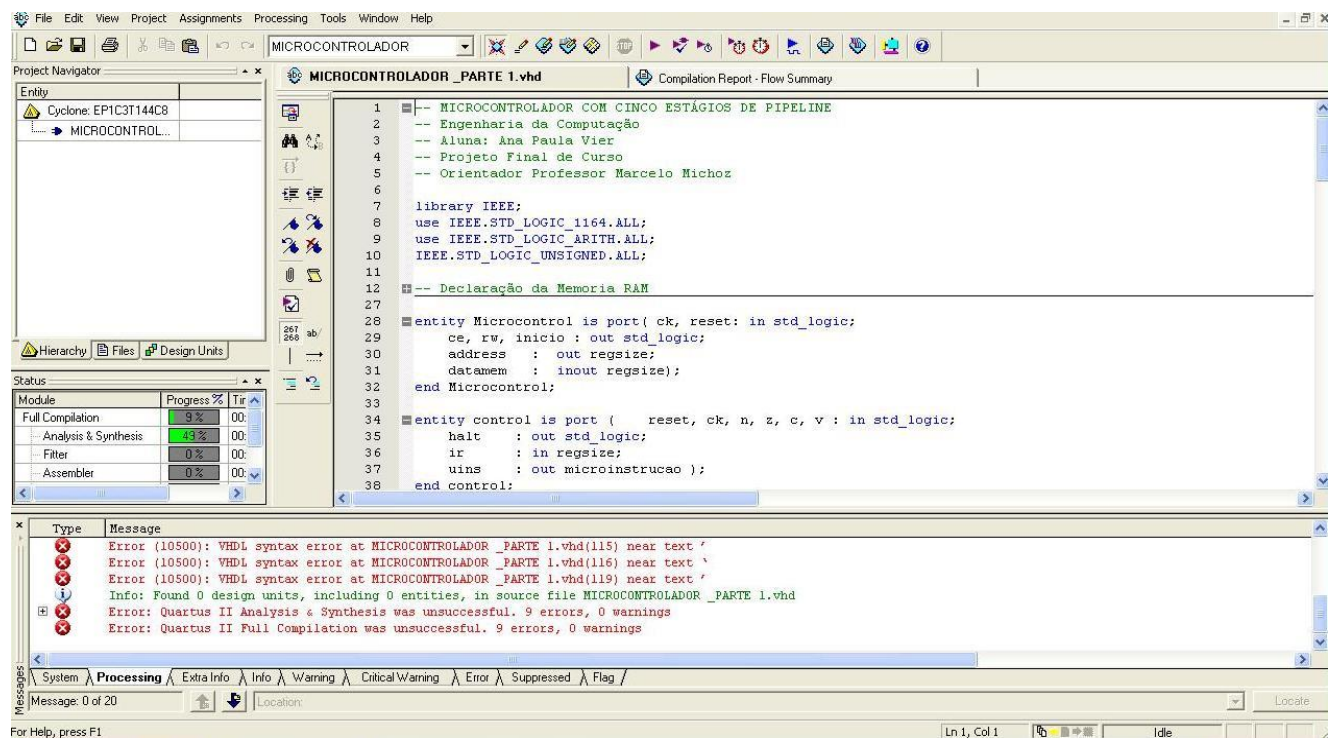 File Edit View Project Assignments Processing Tools Window Help
MICROCONTROLADOR
Project Navigator
Entity
Cyclone: EP1C3T144C8
MICROCONTROL...
Hierarchy Files Design Units
Status
Module Progress % Tir
Full Compilation 9 % 00:
Analysis & Synthesis 49 % 00:
Fitter 0 % 00:
Assembler 0 % 00:
MICROCONTROLADOR _PARTE 1.vhd Compilation Report - Flow Summary
267
268 ab/
1 -- MICROCONTROLADOR COM CINCO ESTÁGIOS DE PIPELINE
2 -- Engenharia da Computação
3 -- Aluna: Ana Paula Vier
4 -- Projeto Final de Curso
5 -- Orientador Professor Marcelo Michoz
6
7 library IEEE;
8 use IEEE.STD_LOGIC_1164.ALL;
9 use IEEE.STD_LOGIC_ARITH.ALL;
10 IEEE.STD_LOGIC_UNSIGNED.ALL;
11
12 -- Declaração da Memoria RAM
27
28 entity Microcontrol is port( ck, reset: in std_logic;
29 ce, rw, inicio : out std_logic;
30 address : out regsize;
31 datamem : inout regsize);
32 end Microcontrol;
33
34 entity control is port ( reset, ck, n, z, c, v : in std_logic;
35 halt : out std_logic;
36 ir : in regsize;
37 uins : out microinstrucao );
38 end control;
Type Message
Error (10500): VHDL syntax error at MICROCONTROLADOR _PARTE 1.vhd(115) near text '
Error (10500): VHDL syntax error at MICROCONTROLADOR _PARTE 1.vhd(116) near text `
Error (10500): VHDL syntax error at MICROCONTROLADOR _PARTE 1.vhd(119) near text '
Info: Found 0 design units, including 0 entities, in source file MICROCONTROLADOR _PARTE 1.vhd
Error: Quartus II Analysis & Synthesis was unsuccessful. 9 errors, 0 warnings
Error: Quartus II Full Compilation was unsuccessful. 9 errors, 0 warnings
Messages
System Processing Extra Info Info Warning Critical Warning Error Suppressed Flag
Message: 0 of 20 Location: Locate
For Help, press F1 Ln 1, Col 1 Idle